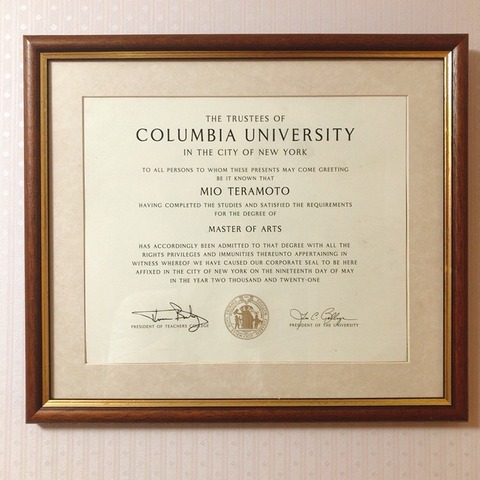 THE TRUSTEES OF
COLUMBIA UNIVERSITY
IN THE CITY OF NEW YORK
TO ALL PERSONS TO WHOM THESE PRESENTS MAY COME GREETING
BE IT KNOWN THAT
MIO TERAMOTO
HAVING COMPLETED THE STUDIES AND SATISFIED THE REQUIREMENTS
FOR THE DEGREE OF
MASTER OF ARTS
HAS ACCORDINGLY BEEN ADMITTED TO THAT DEGREE WITH ALL THE
RIGHTS PRIVILEGES AND IMMUNITIES THEREUNTO APPERTAINING IN
WITNESS WHEREOF WE HAVE CAUSED OUR CORPORATE SEAL TO BE HERE
AFFIXED IN THE CITY OF NEW YORK ON THE NINETEENTH DAY OF MAY
IN THE YEAR TWO THOUSAND AND TWENTY-ONE
PRESIDENT OF TEACHERS COLLEGE
PRESIDENT OF THE UNIVERSITY